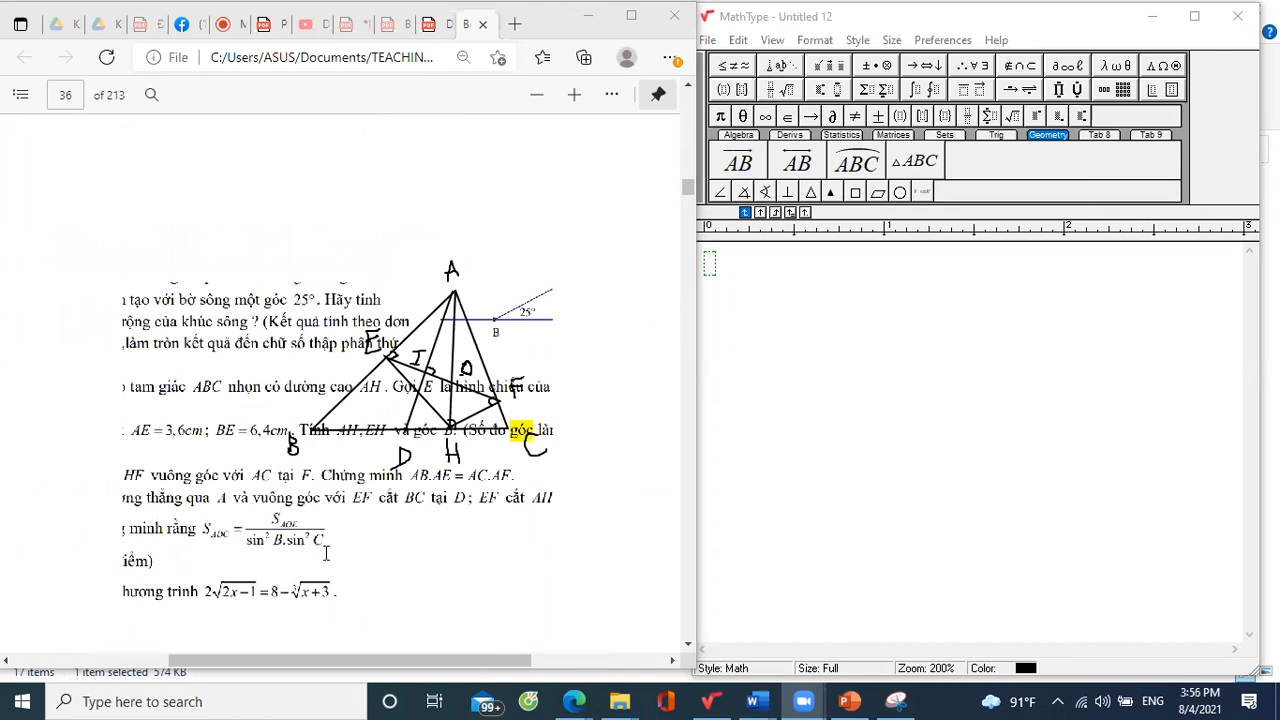 K
E
P
D
*
P
D
B
MathType - Untitled 12
File C:/Users/ASUS/Documents/TEACHIN...
File Edit View Format Style Size Preferences Help
36 of 213
Algebra Derivs Statistics Matrices Sets Trig Geometry Tab 8 Tab 9
AB AB ABC △ABC
0 1 2 3
A
tạo với bờ sông một góc 25°. Hãy tính
25°
rộng của khúc sông ? (Kết quả tính theo đơn
B
làm tròn kết quả đến chữ số thập phân thứ
E
I
O
F
tam giác ABC nhọn có đường cao AH . Gọi E là hình chiếu của
AE = 3,6cm ; BE = 6,4cm . Tính AH, EH và góc B. (Số đo góc làr
B
D
H
C
HF vuông góc với AC tại F. Chứng minh AB.AE = AC.AF.
ng thẳng qua A và vuông góc với EF cắt BC tại D ; EF cắt AH
minh rằng S_ADC = S_AOE / sin² B.sin² C
iểm)
hương trình 2√(2x−1) = 8 − ∛(x+3) .
17 items 1 item selected 574 KB
Style: Math Size: Full Zoom: 200% Color:
Type here to search
99+
91°F
ENG
3:56 PM
8/4/2021